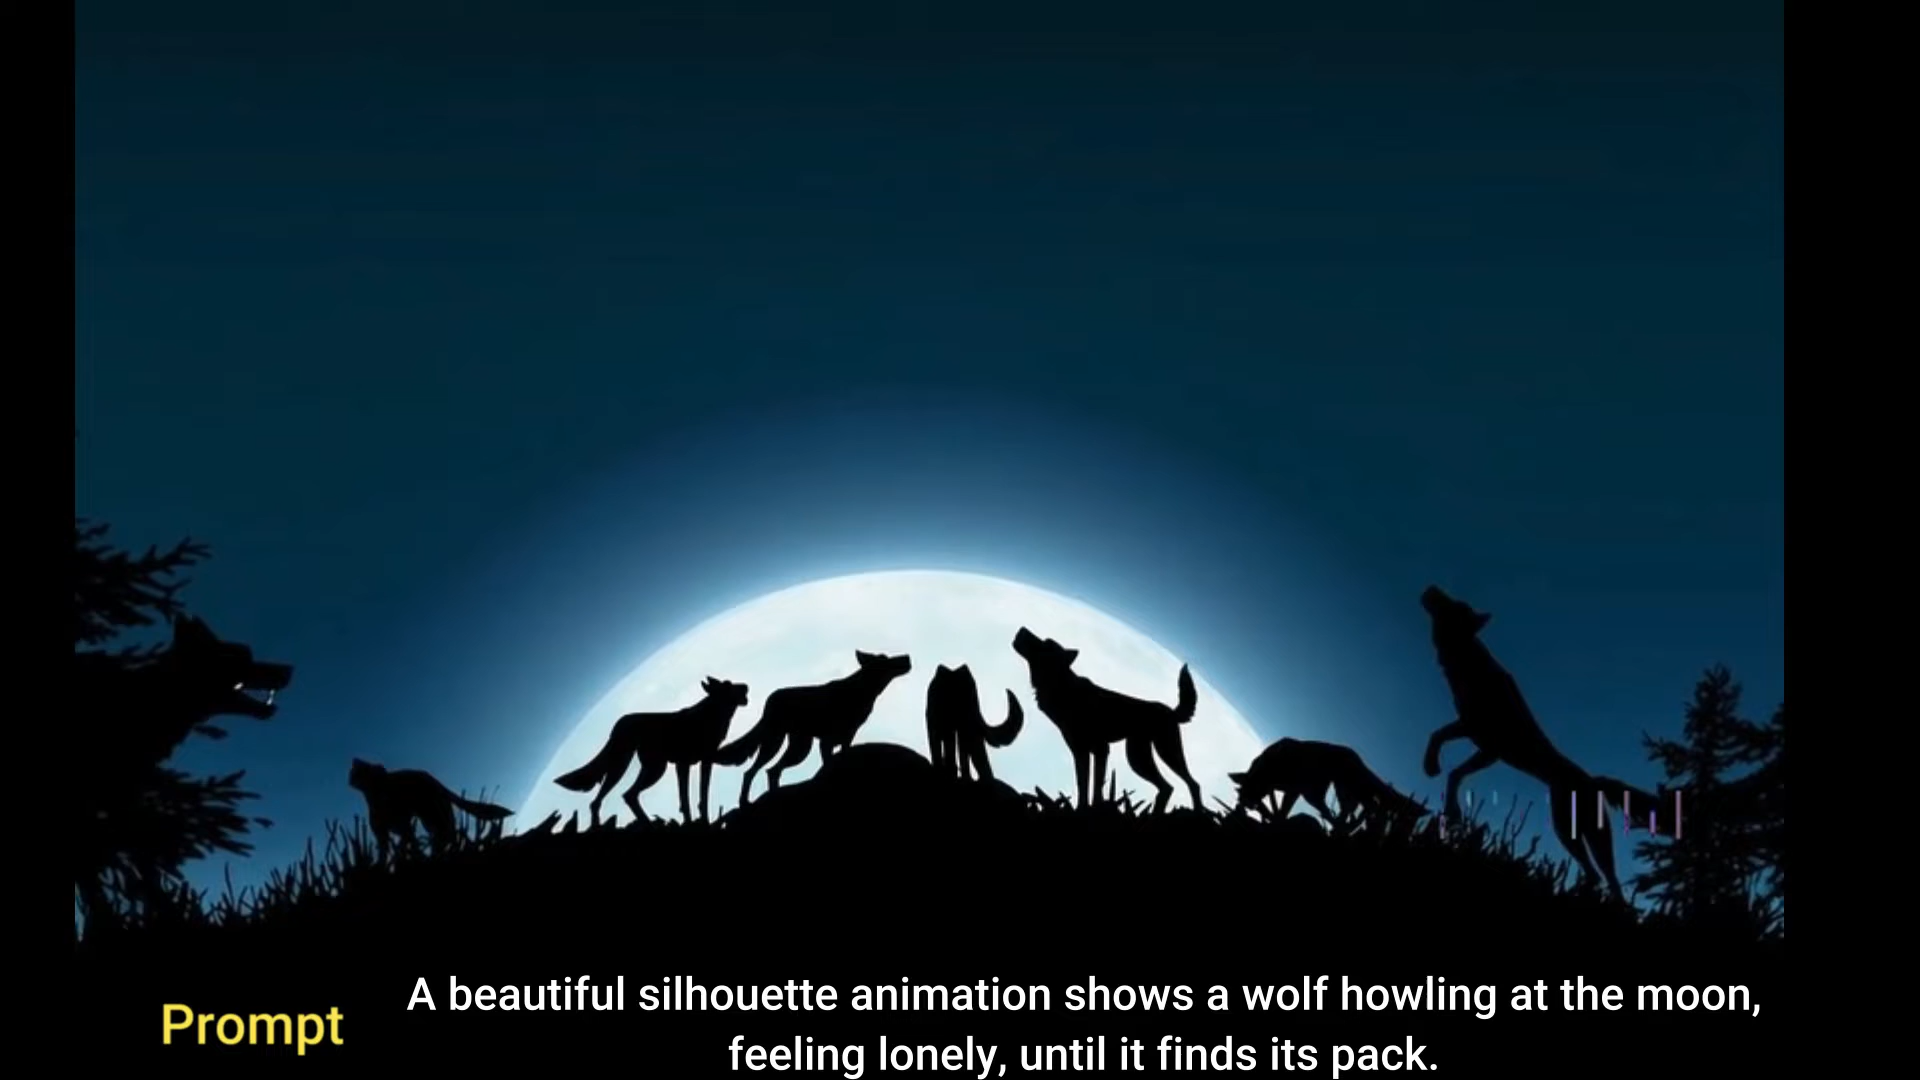 Prompt
A beautiful silhouette animation shows a wolf howling at the moon,
feeling lonely, until it finds its pack.